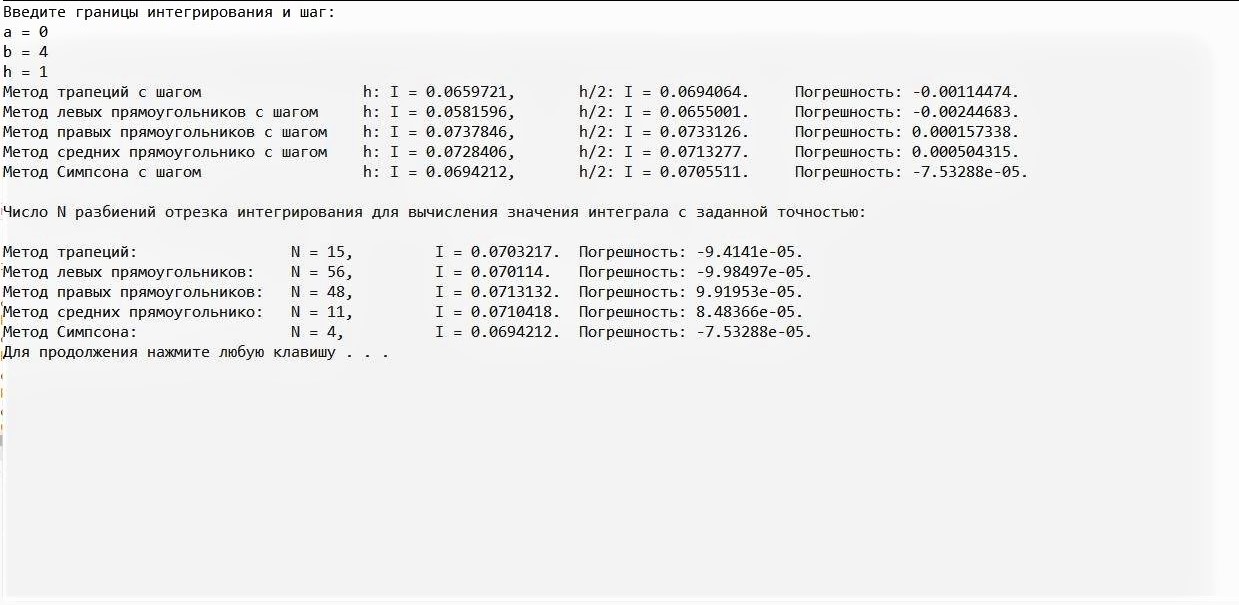 Введите границы интегрирования и шаг:
a = 0
b = 4
h = 1
Метод трапеций с шагом h: I = 0.0659721, h/2: I = 0.0694064. Погрешность: -0.00114474.
Метод левых прямоугольников с шагом h: I = 0.0581596, h/2: I = 0.0655001. Погрешность: -0.00244683.
Метод правых прямоугольников с шагом h: I = 0.0737846, h/2: I = 0.0733126. Погрешность: 0.000157338.
Метод средних прямоугольнико с шагом h: I = 0.0728406, h/2: I = 0.0713277. Погрешность: 0.000504315.
Метод Симпсона с шагом h: I = 0.0694212, h/2: I = 0.0705511. Погрешность: -7.53288e-05.
Число N разбиений отрезка интегрирования для вычисления значения интеграла с заданной точностью:
Метод трапеций: N = 15, I = 0.0703217. Погрешность: -9.4141e-05.
Метод левых прямоугольников: N = 56, I = 0.070114. Погрешность: -9.98497e-05.
Метод правых прямоугольников: N = 48, I = 0.0713132. Погрешность: 9.91953e-05.
Метод средних прямоугольнико: N = 11, I = 0.0710418. Погрешность: 8.48366e-05.
Метод Симпсона: N = 4, I = 0.0694212. Погрешность: -7.53288e-05.
Для продолжения нажмите любую клавишу . . .